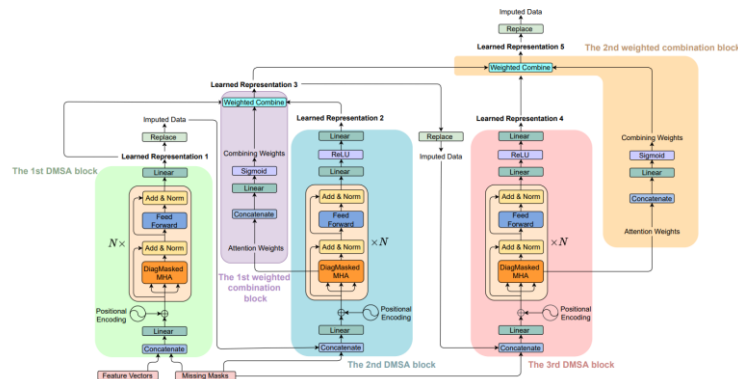 Imputed Data
Replace
Learned Representation 5
The 2nd weighted combination block
Weighted Combine
Learned Representation 3
Weighted Combine
Imputed Data
Replace
Learned Representation 1
The 1st DMSA block
Linear
Add & Norm
Feed
Forward
N×
Add & Norm
DiagMasked
MHA
Positional
Encoding
Linear
Concatenate
Feature Vectors
Missing Masks
Combining Weights
Sigmoid
Linear
Concatenate
Attention Weights
The 1st weighted
combination
block
Learned Representation 2
Linear
ReLU
Linear
Add & Norm
Feed
Forward
×N
Add & Norm
DiagMasked
MHA
Positional
Encoding
Linear
Concatenate
The 2nd DMSA block
Replace
Imputed Data
Learned Representation 4
Linear
ReLU
Linear
Add & Norm
Feed
Forward
×N
Add & Norm
DiagMasked
MHA
Positional
Encoding
Linear
Concatenate
The 3rd DMSA block
Combining Weights
Sigmoid
Linear
Concatenate
Attention Weights